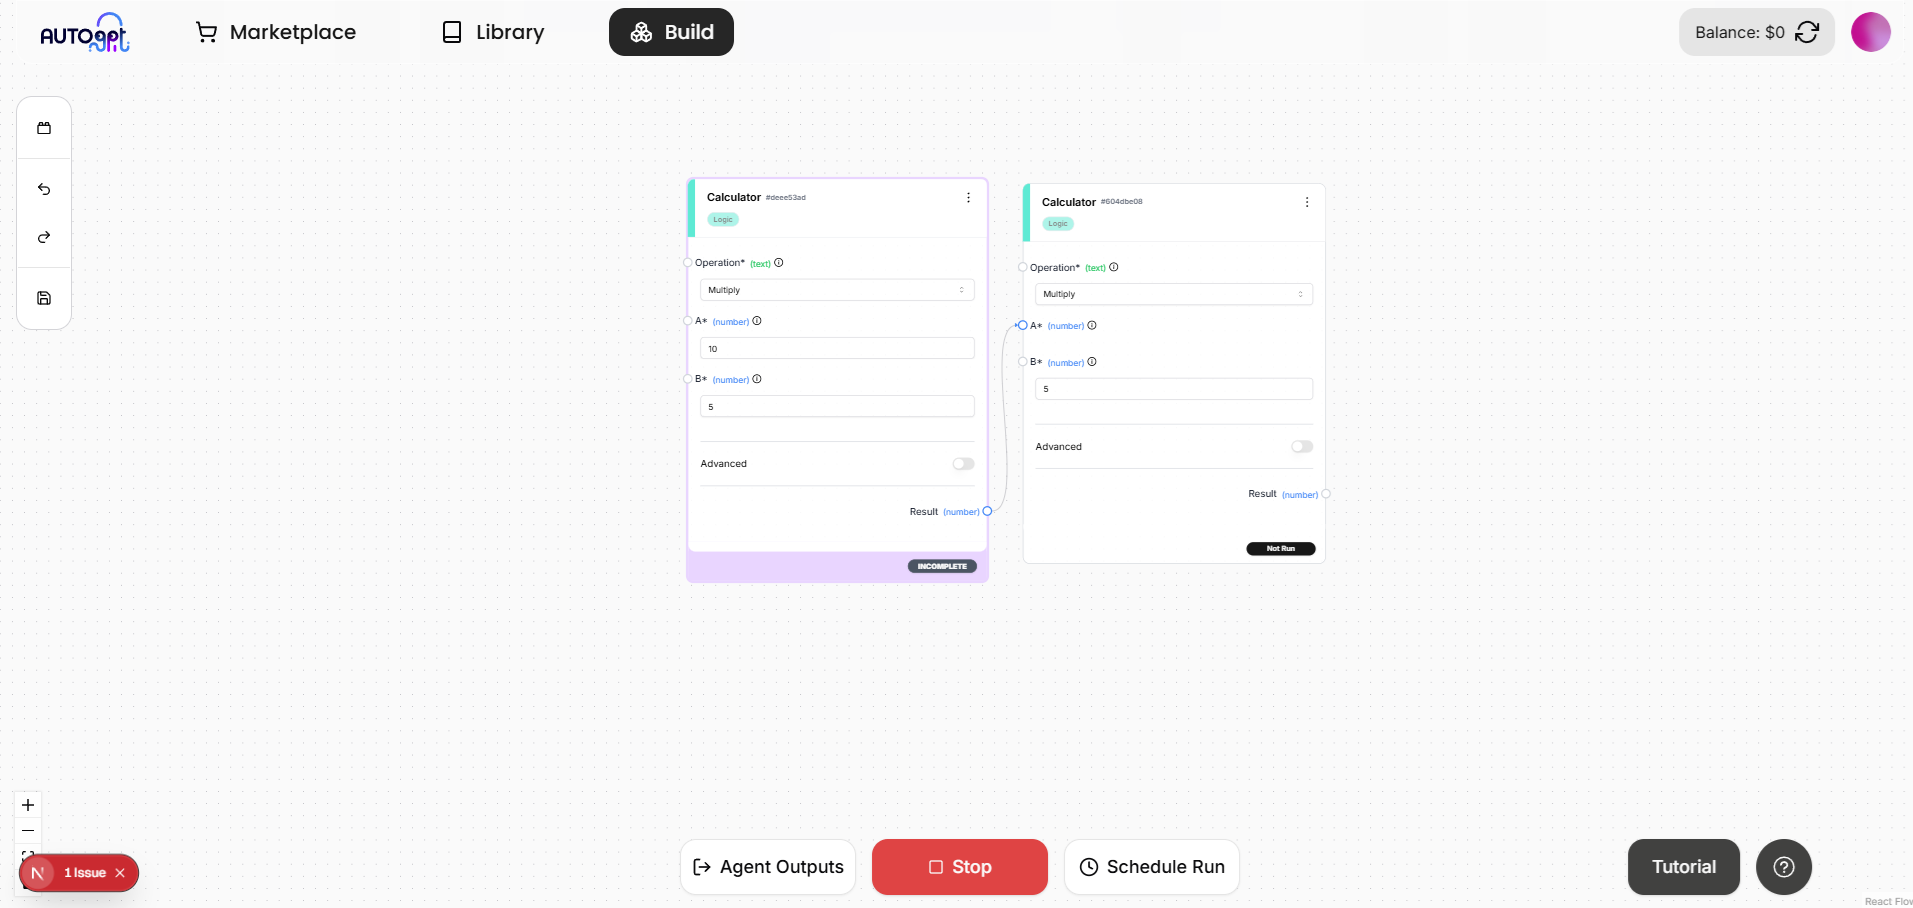 AUTOgpt
Marketplace
Library
Build
Balance: $0
Calculator #deee53ad
Logic
Operation* (text)
Multiply
A* (number)
10
B* (number)
5
Advanced
Result (number)
INCOMPLETE
Calculator #604dbe08
Logic
Operation* (text)
Multiply
A* (number)
B* (number)
5
Advanced
Result (number)
Not Run
N 1 Issue
Agent Outputs
Stop
Schedule Run
Tutorial
React Flow